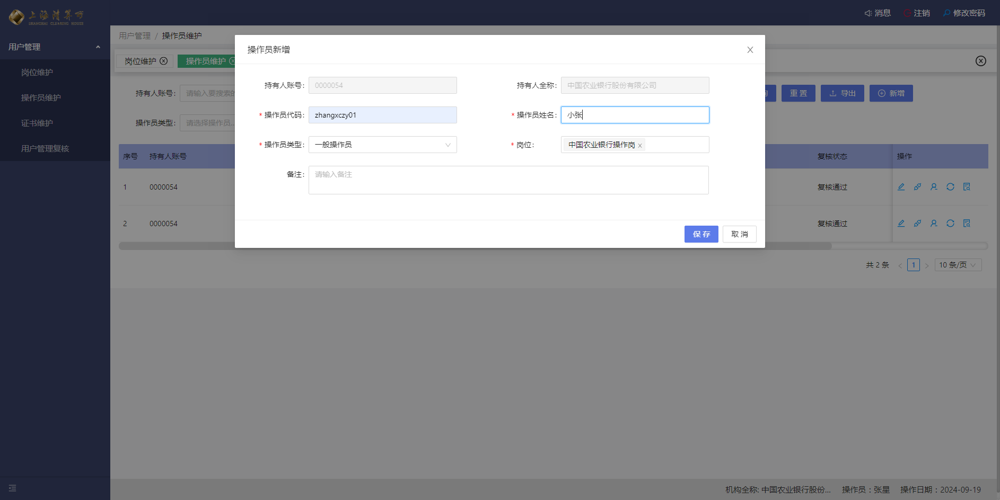 上海清算所
SHANGHAI CLEARING HOUSE
消息 注销 修改密码
用户管理
岗位维护
操作员维护
证书维护
用户管理复核
用户管理 / 操作员维护
岗位维护 操作员维护
持有人账号: 请输入要搜索的
重 置 导出 新增
操作员类型: 请选择操作员...
序号 持有人账号 复核状态 操作
1 0000054 复核通过
2 0000054 复核通过
共 2 条 < 1 > 10 条/页
操作员新增
持有人账号: 0000054 持有人全称: 中国农业银行股份有限公司
* 操作员代码: zhangxczy01 * 操作员姓名: 小张
* 操作员类型: 一般操作员 * 岗位: 中国农业银行操作岗 ×
备注: 请输入备注
保 存 取 消
机构全称: 中国农业银行股份... 操作员：张星 操作日期：2024-09-19